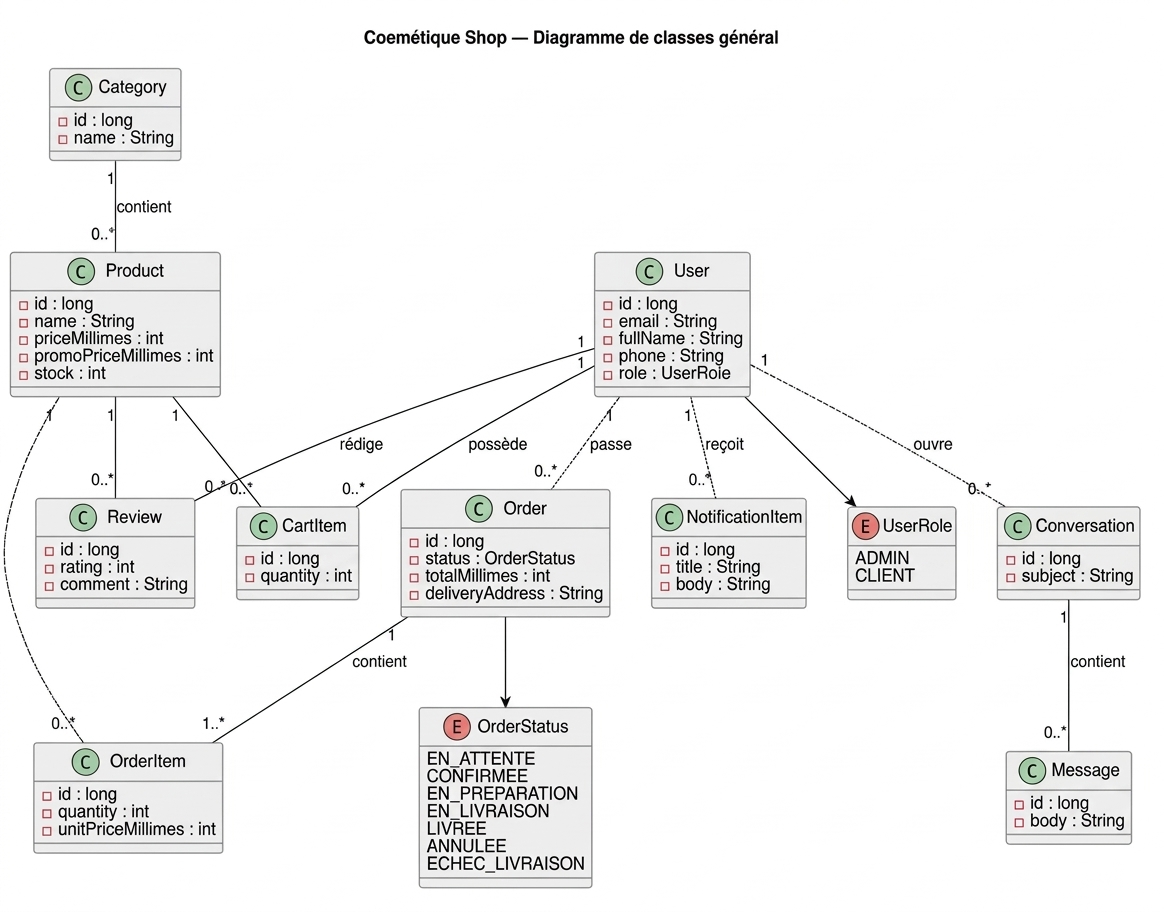 Coemétique Shop — Diagramme de classes général
C Category
id : long
name : String
1
contient
0..*
C Product
id : long
name : String
priceMillimes : int
promoPriceMillimes : int
stock : int
C User
id : long
email : String
fullName : String
phone : String
role : UserRole
1
1
1
1
1
1
1
1
rédige
possède
passe
reçoit
ouvre
0..*
0..*
0..*
0..*
0..*
0..*
0..*
C Review
id : long
rating : int
comment : String
C CartItem
id : long
quantity : int
C Order
id : long
status : OrderStatus
totalMillimes : int
deliveryAddress : String
C NotificationItem
id : long
title : String
body : String
E UserRole
ADMIN
CLIENT
C Conversation
id : long
subject : String
1
contient
1
contient
0..*
1..*
0..*
C OrderItem
id : long
quantity : int
unitPriceMillimes : int
E OrderStatus
EN_ATTENTE
CONFIRMEE
EN_PREPARATION
EN_LIVRAISON
LIVREE
ANNULEE
ECHEC_LIVRAISON
C Message
id : long
body : String